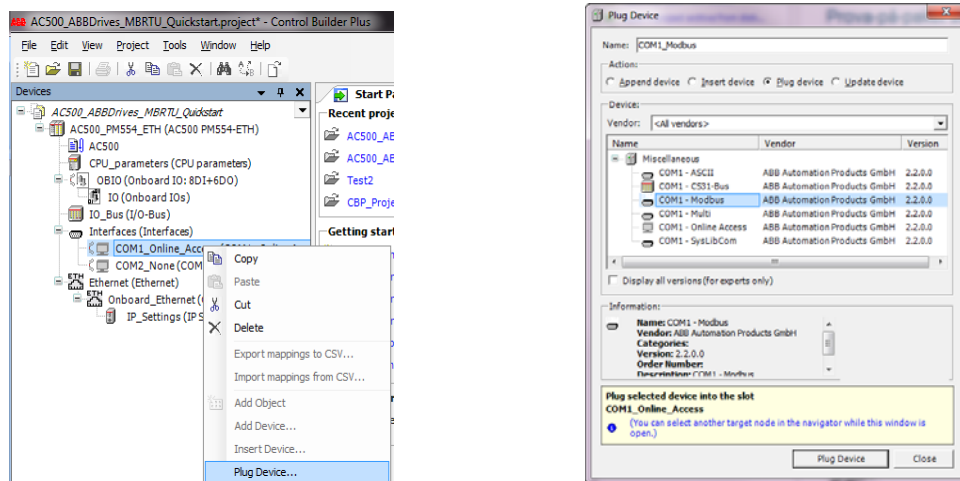 AC500_ABBDrives_MBRTU_Quickstart.project* - Control Builder Plus
File Edit View Project Tools Window Help
Devices
AC500_ABBDrives_MBRTU_Quickstart
AC500_PM554_ETH (AC500 PM554-ETH)
AC500
CPU_parameters (CPU parameters)
OBIO (Onboard IO: 8DI+6DO)
IO (Onboard IOs)
IO_Bus (I/O-Bus)
Interfaces (Interfaces)
COM1_Online_Acc
COM2_None (COM
Ethernet (Ethernet)
Onboard_Ethernet (
IP_Settings (IP S
Start Pa
Recent proje
AC500_AB
AC500_AB
Test2
CBP_Proje
Getting start
Copy
Paste
Cut
Delete
Export mappings to CSV...
Import mappings from CSV...
Add Object
Add Device...
Insert Device...
Plug Device...
Plug Device
Name: COM1_Modbus
Action:
Append device Insert device Plug device Update device
Device:
Vendor: <All vendors>
Name Vendor Version
Miscellaneous
COM1 - ASCII ABB Automation Products GmbH 2.2.0.0
COM1 - CS31-Bus ABB Automation Products GmbH 2.2.0.0
COM1 - Modbus ABB Automation Products GmbH 2.2.0.0
COM1 - Multi ABB Automation Products GmbH 2.2.0.0
COM1 - Online Access ABB Automation Products GmbH 2.2.0.0
COM1 - SysLibCom ABB Automation Products GmbH 2.2.0.0
Display all versions (for experts only)
Information:
Name: COM1 - Modbus
Vendor: ABB Automation Products GmbH
Categories:
Version: 2.2.0.0
Order Number:
Description: COM1 - Modbus
Plug selected device into the slot
COM1_Online_Access
(You can select another target node in the navigator while this window is
open.)
Plug Device Close